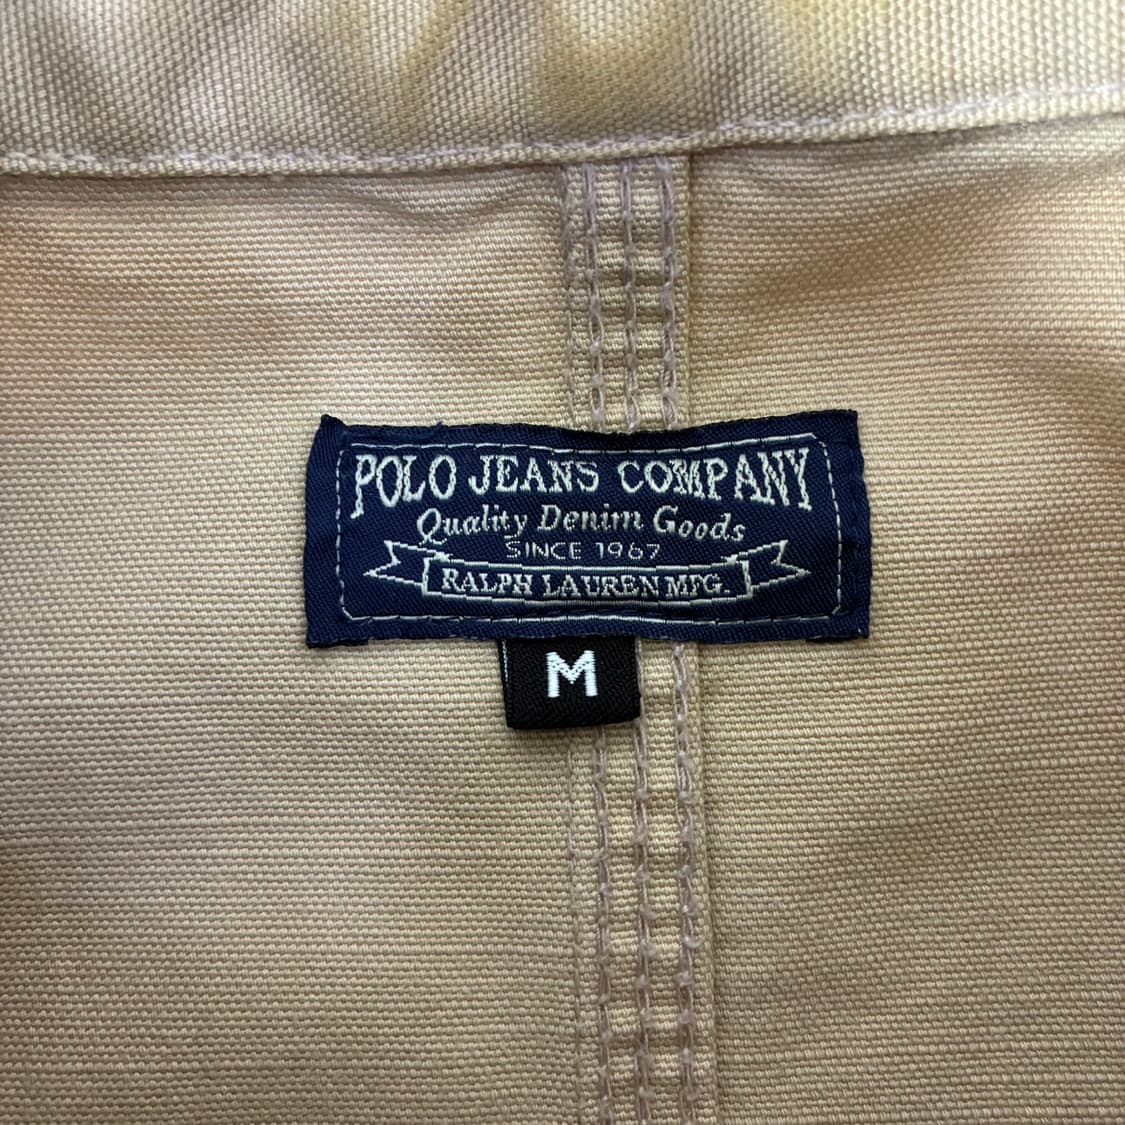 POLO JEANS COMPANY
Quality Denim Goods
SINCE 1967
RALPH LAUREN MFG.
M